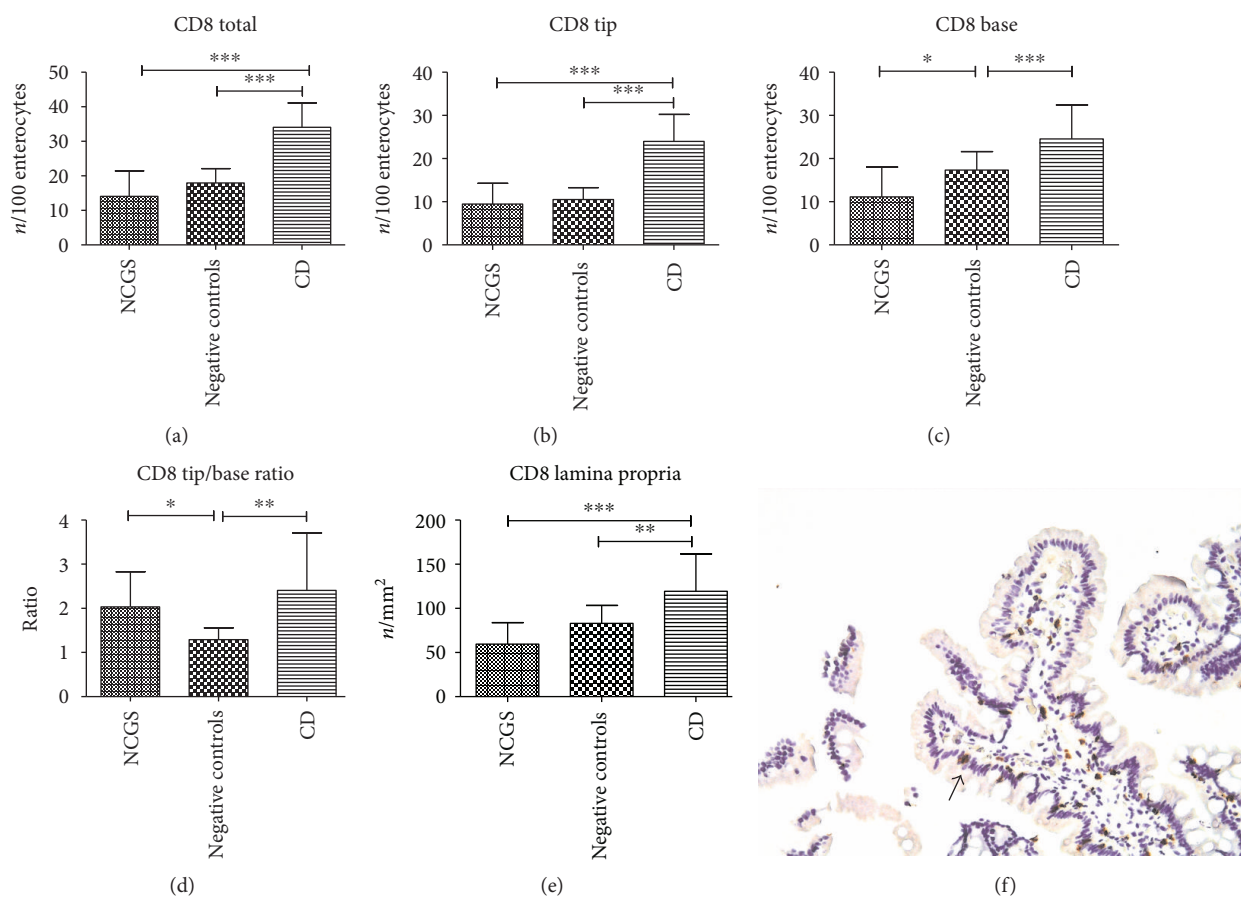 CD8 total
***
***
n/100 enterocytes
50
40
30
20
10
0
NCGS
Negative controls
CD
(a)
CD8 tip
***
***
n/100 enterocytes
40
30
20
10
0
NCGS
Negative controls
CD
(b)
CD8 base
* ***
n/100 enterocytes
40
30
20
10
0
NCGS
Negative controls
CD
(c)
CD8 tip/base ratio
* **
Ratio
4
3
2
1
0
NCGS
Negative controls
CD
(d)
CD8 lamina propria
***
**
n/mm²
200
150
100
50
0
NCGS
Negative controls
CD
(e)
(f)